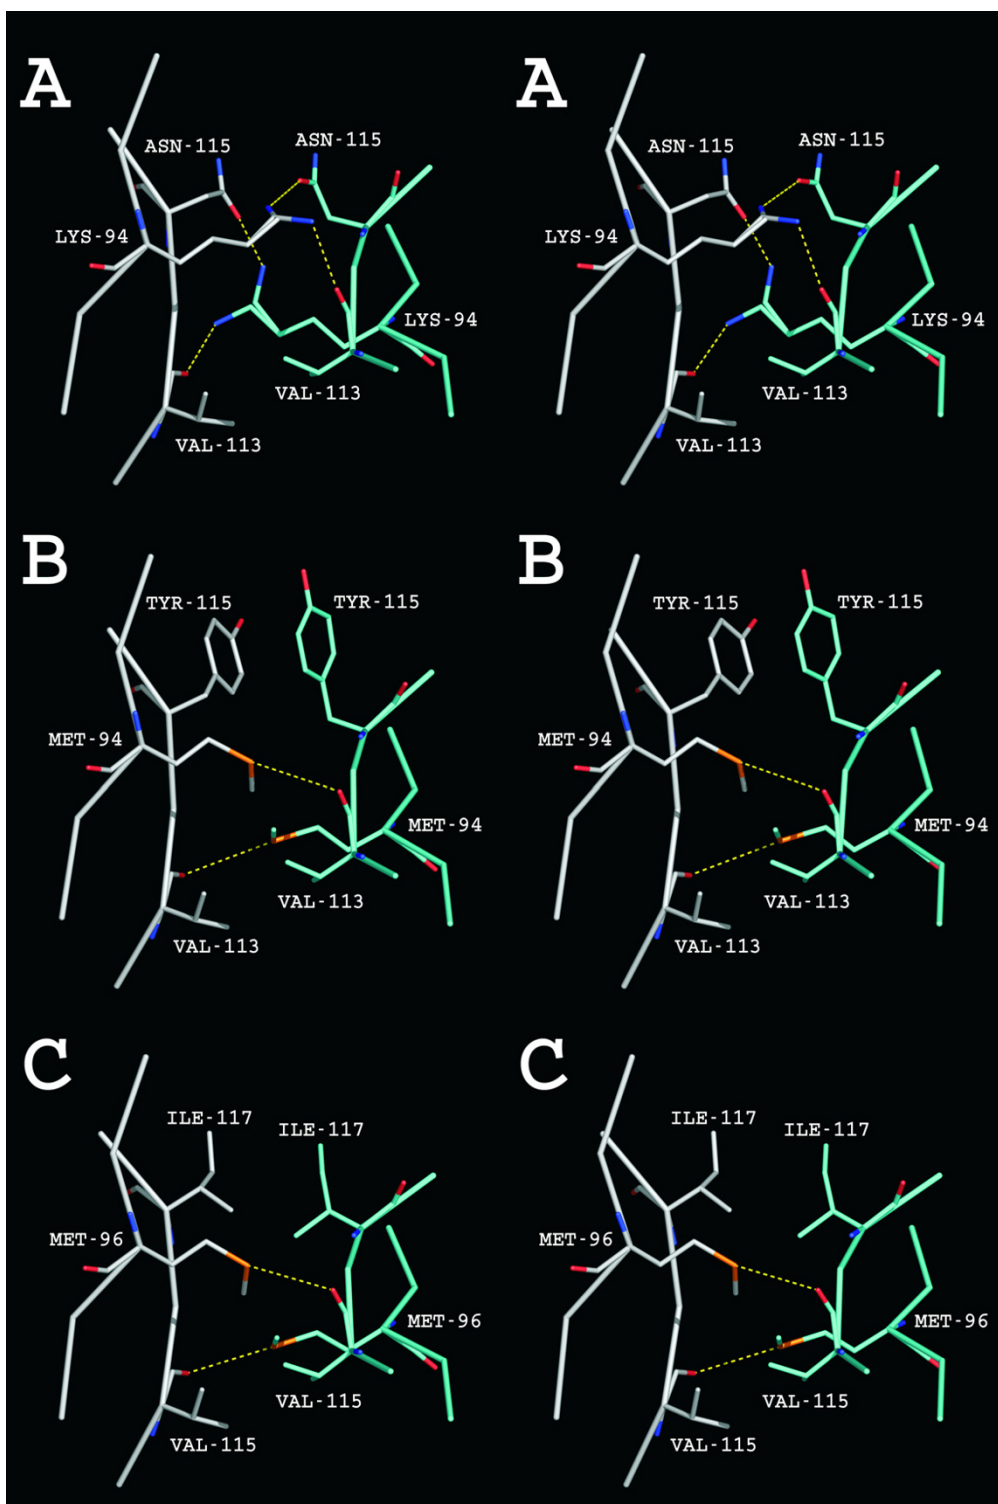 A A
ASN-115 ASN-115 ASN-115 ASN-115
LYS-94 LYS-94
LYS-94 LYS-94
VAL-113 VAL-113
VAL-113 VAL-113
B B
TYR-115 TYR-115 TYR-115 TYR-115
MET-94 MET-94
MET-94 MET-94
VAL-113 VAL-113
VAL-113 VAL-113
C C
ILE-117 ILE-117
ILE-117 ILE-117
MET-96 MET-96
MET-96 MET-96
VAL-115 VAL-115
VAL-115 VAL-115